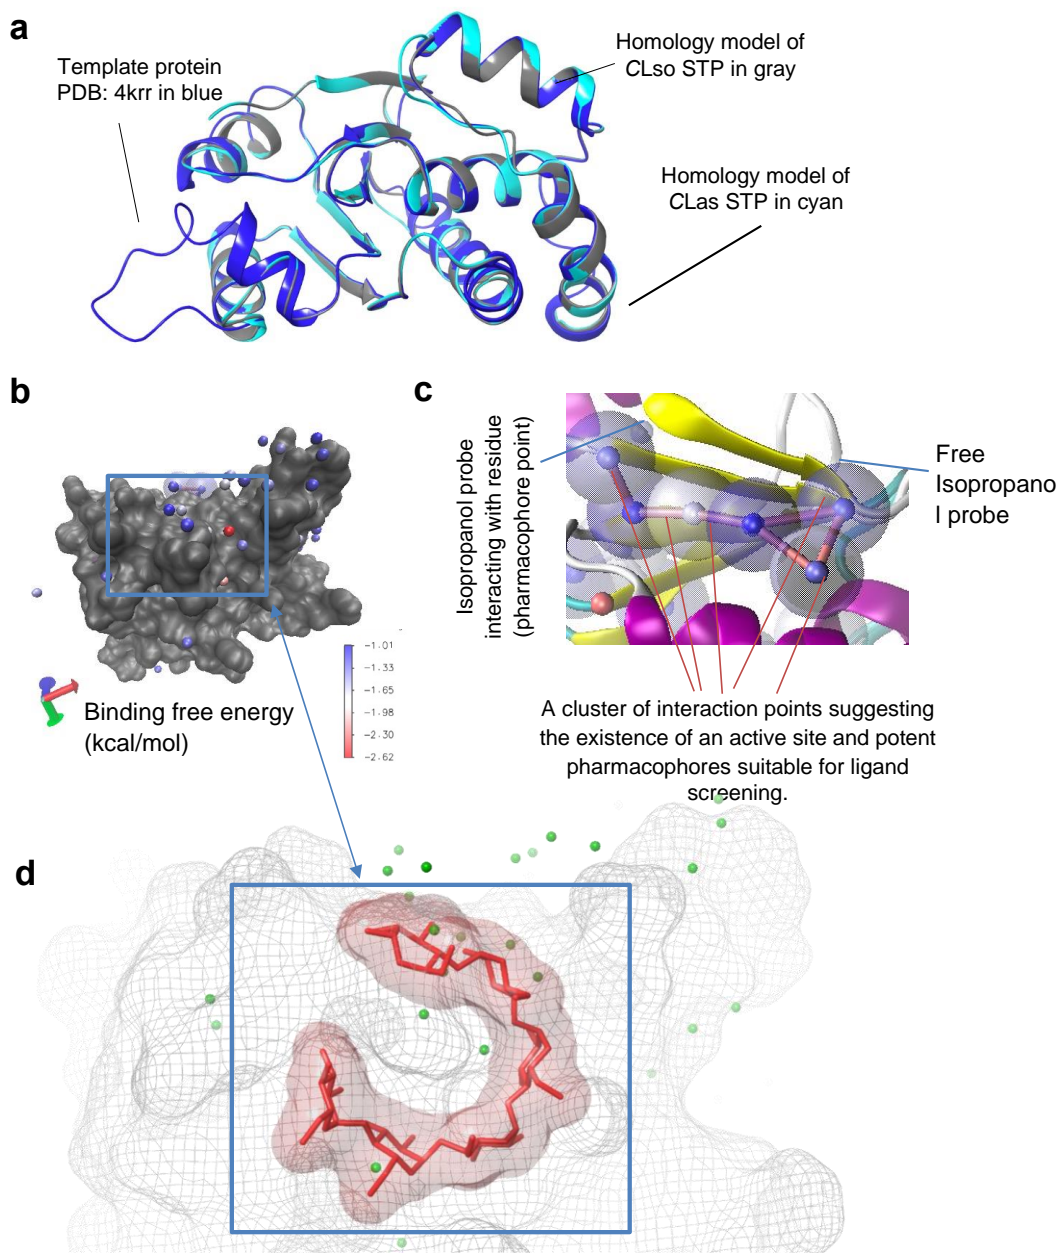 a
Template protein
PDB: 4krr in blue
Homology model of
CLso STP in gray
Homology model of
CLas STP in cyan
b
Binding free energy
(kcal/mol)
-1.01
-1.33
-1.65
-1.98
-2.30
-2.62
c
Isopropanol probe
interacting with residue
(pharmacophore point)
Free
Isopropano
l probe
A cluster of interaction points suggesting
the existence of an active site and potent
pharmacophores suitable for ligand
screening.
d